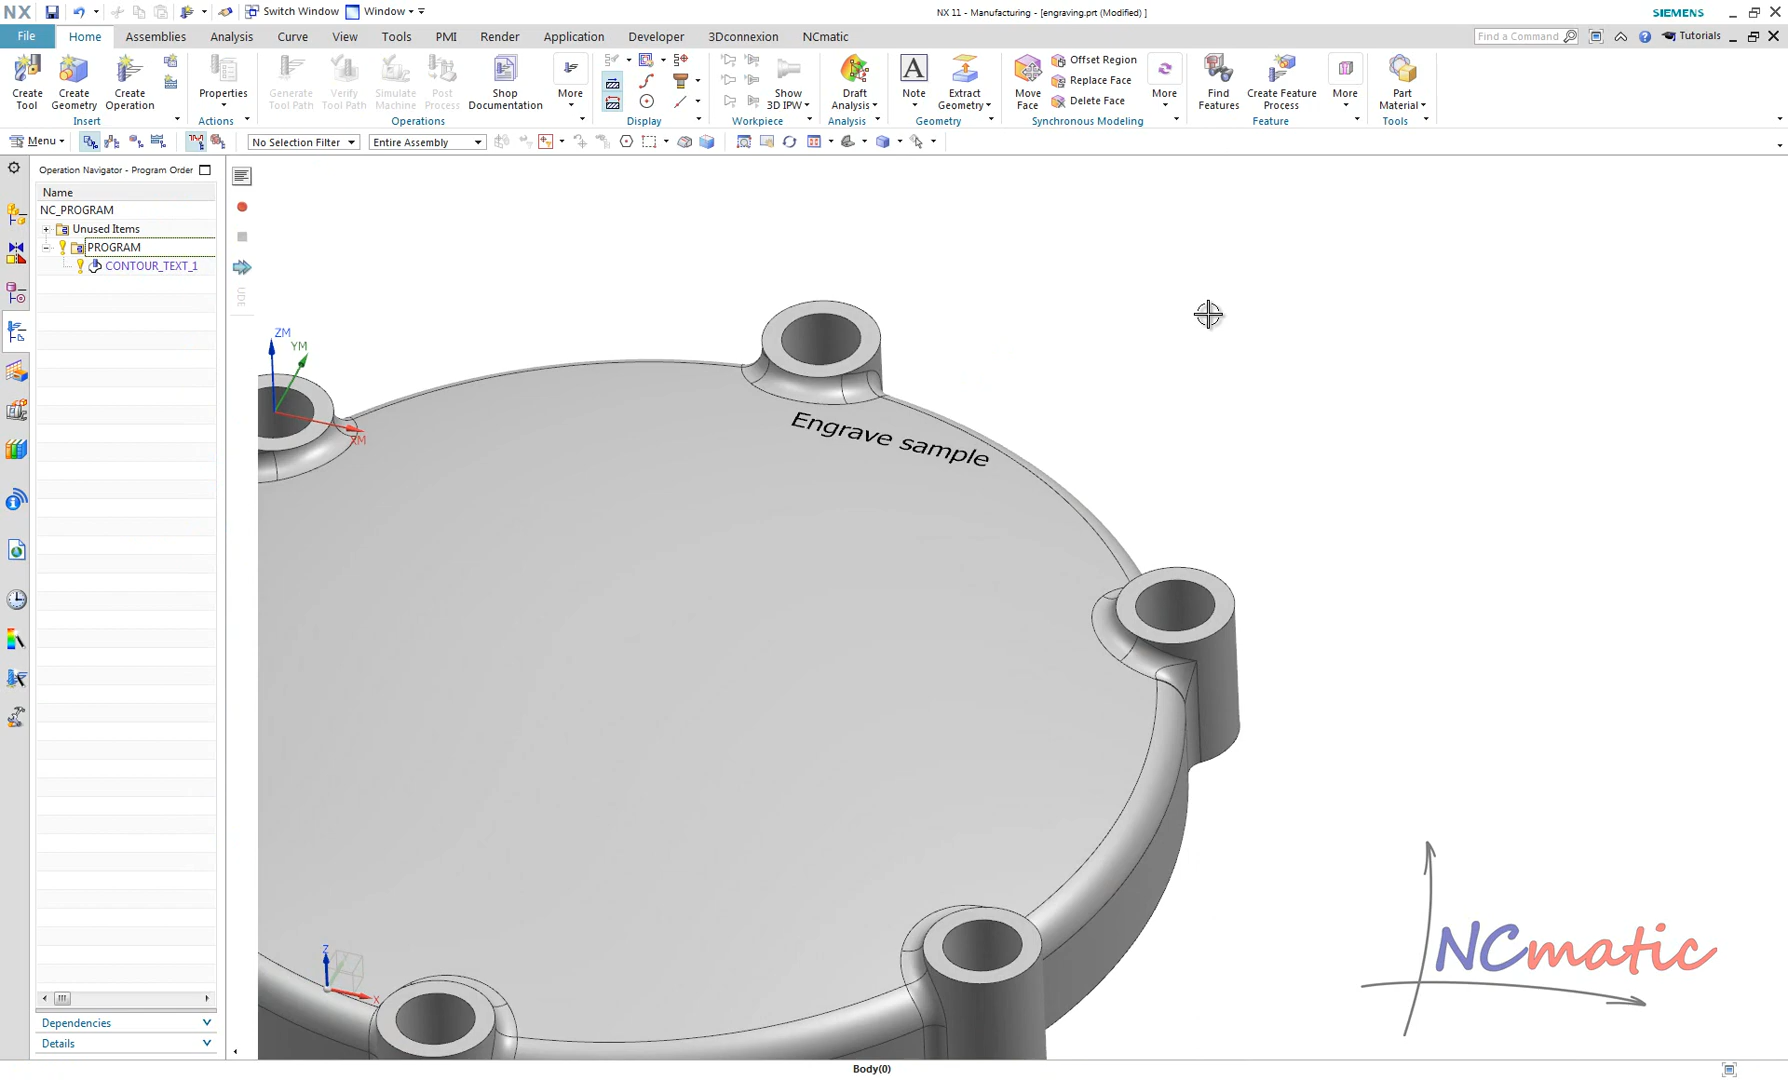 NX Switch Window Window NX 11 - Manufacturing - [engraving.prt (Modified) ] SIEMENS
File Home Assemblies Analysis Curve View Tools PMI Render Application Developer 3Dconnexion NCmatic Find a Command Tutorials
Create Tool
Create Geometry
Create Operation
Insert
Properties
Actions
Generate Tool Path
Verify Tool Path
Simulate Machine
Post Process
Shop Documentation
More
Operations
Display
Show 3D IPW
Workpiece
Draft Analysis
Analysis
Note
Extract Geometry
Geometry
Move Face
Offset Region
Replace Face
Delete Face
More
Synchronous Modeling
Find Features
Create Feature Process
More
Feature
Part Material
Tools
Menu No Selection Filter Entire Assembly
Operation Navigator - Program Order
Name
NC_PROGRAM
Unused Items
PROGRAM
CONTOUR_TEXT_1
UDE
ZM
YM
XM
Engrave sample
Z
X
NCmatic
Dependencies
Details
Body(0)